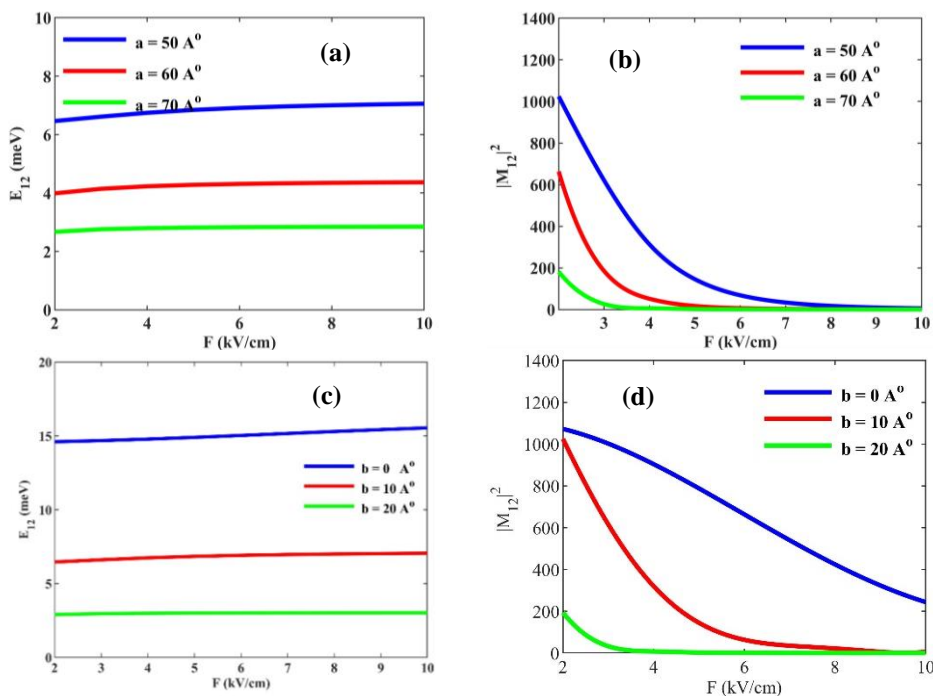 (a)
a = 50 A°
a = 60 A°
a = 70 A°
E12 (meV)
10
8
6
4
2
0
2 4 6 8 10
F (kV/cm)
(b)
a = 50 A°
a = 60 A°
a = 70 A°
|M12|²
1400
1200
1000
800
600
400
200
0
2 3 4 5 6 7 8 9 10
F (kV/cm)
(c)
b = 0 A°
b = 10 A°
b = 20 A°
E12 (meV)
20
15
10
5
0
2 3 4 5 6 7 8 9 10
F (kV/cm)
(d)
b = 0 A°
b = 10 A°
b = 20 A°
|M12|²
1400
1200
1000
800
600
400
200
0
2 4 6 8 10
F (kV/cm)